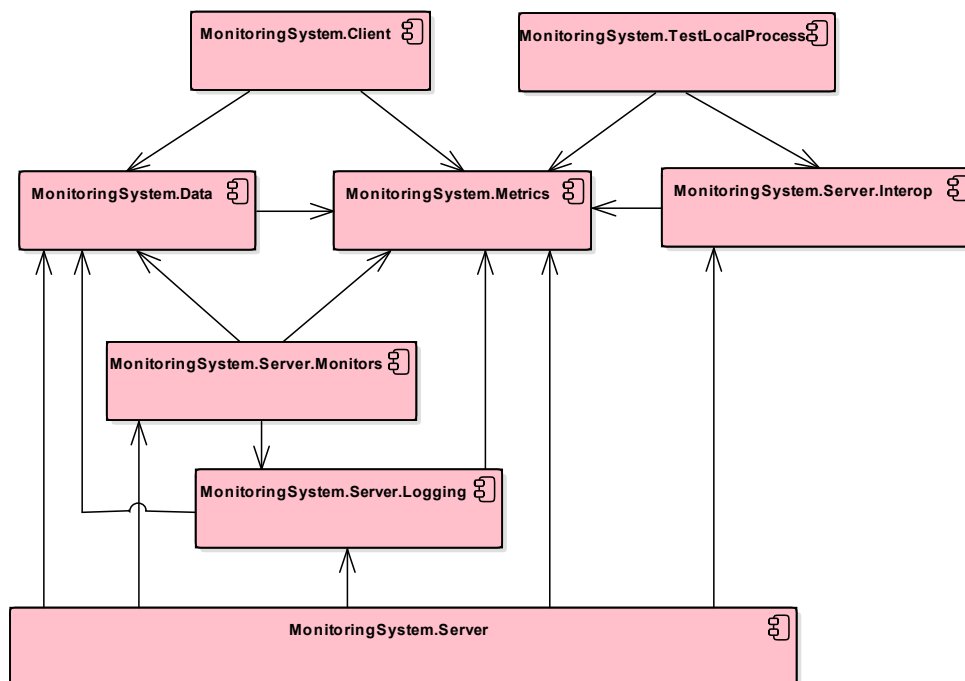 MonitoringSystem.Client
MonitoringSystem.TestLocalProcess
MonitoringSystem.Data
MonitoringSystem.Metrics
MonitoringSystem.Server.Interop
MonitoringSystem.Server.Monitors
MonitoringSystem.Server.Logging
MonitoringSystem.Server